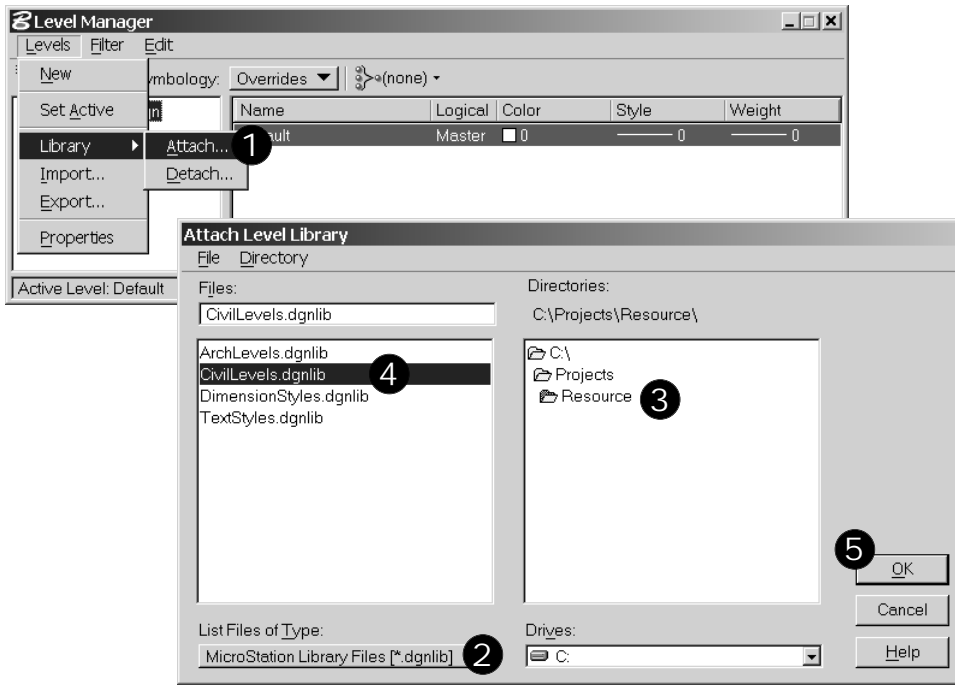 Level Manager
Levels Filter Edit
New
Symbology: Overrides (none)
Set Active
Name Logical Color Style Weight
Master 0 0 0
Library Attach... 1
Import... Detach...
Export...
Properties
Active Level: Default
Attach Level Library
File Directory
Files: Directories:
CivilLevels.dgnlib C:\Projects\Resource\
ArchLevels.dgnlib C:\
CivilLevels.dgnlib 4 Projects
DimensionStyles.dgnlib Resource 3
TextStyles.dgnlib
5
OK
Cancel
List Files of Type: Drives:
MicroStation Library Files [*.dgnlib] 2 C: Help